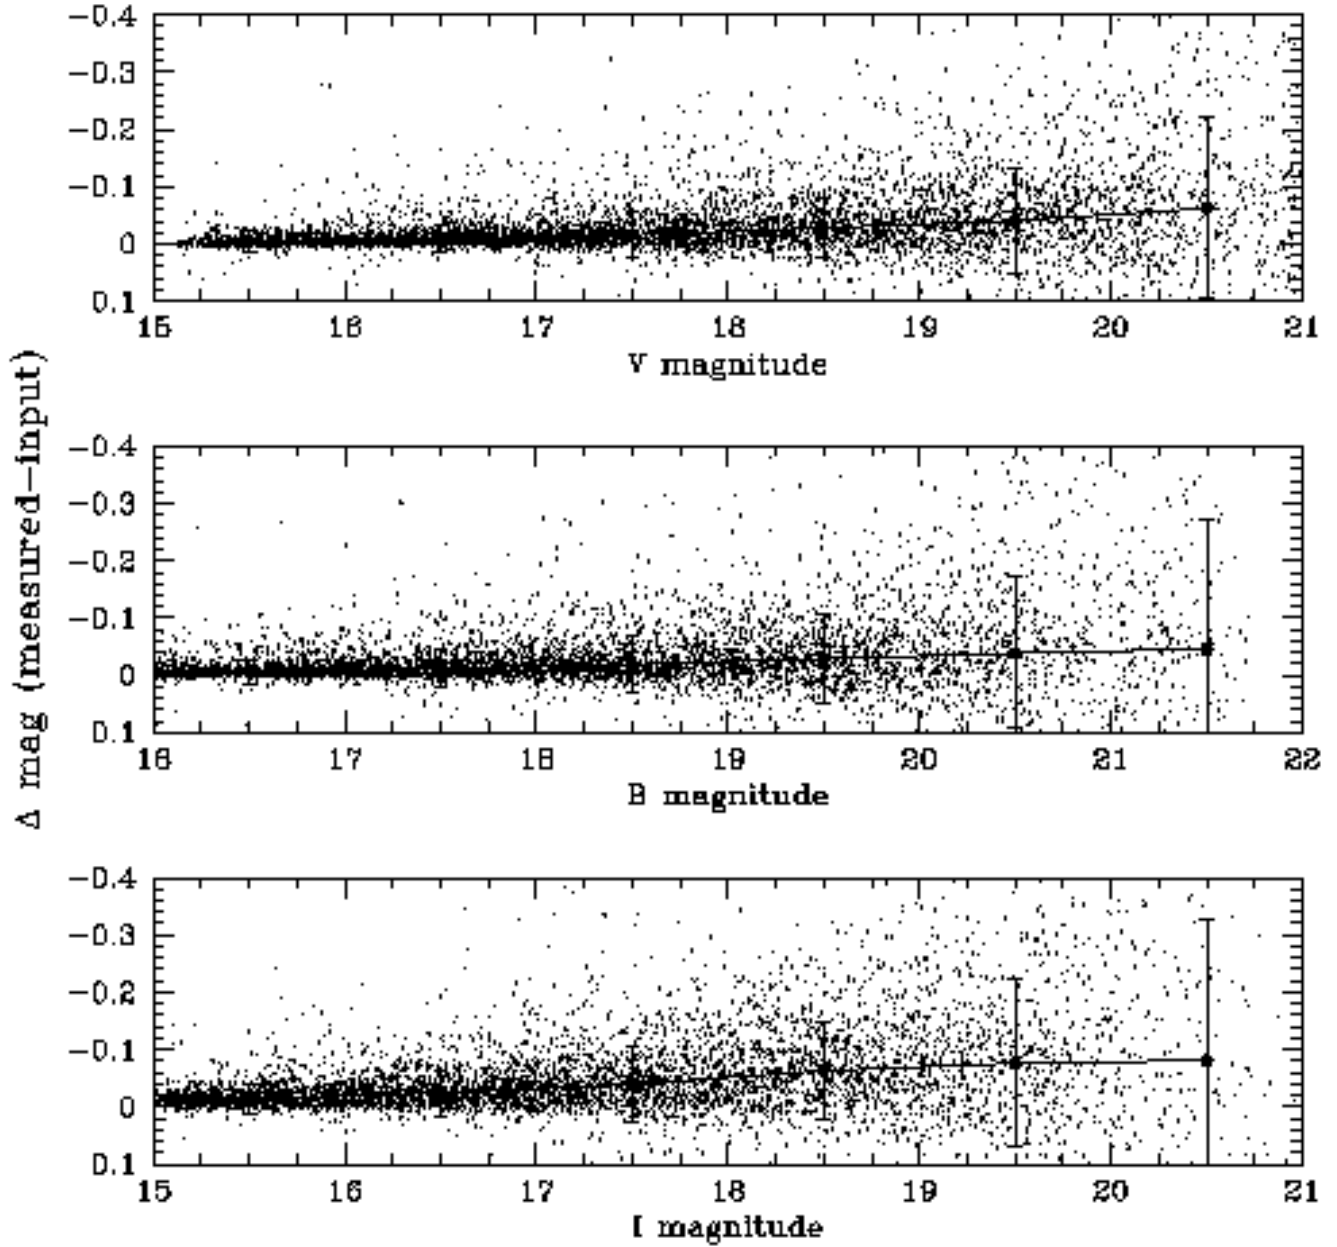 -0.4
-0.3
-0.2
-0.1
0
0.1
15 16 17 18 19 20 21
V magnitude
Δ mag (measured-input)
-0.4
-0.3
-0.2
-0.1
0
0.1
16 17 18 19 20 21 22
B magnitude
-0.4
-0.3
-0.2
-0.1
0
0.1
15 16 17 18 19 20 21
I magnitude